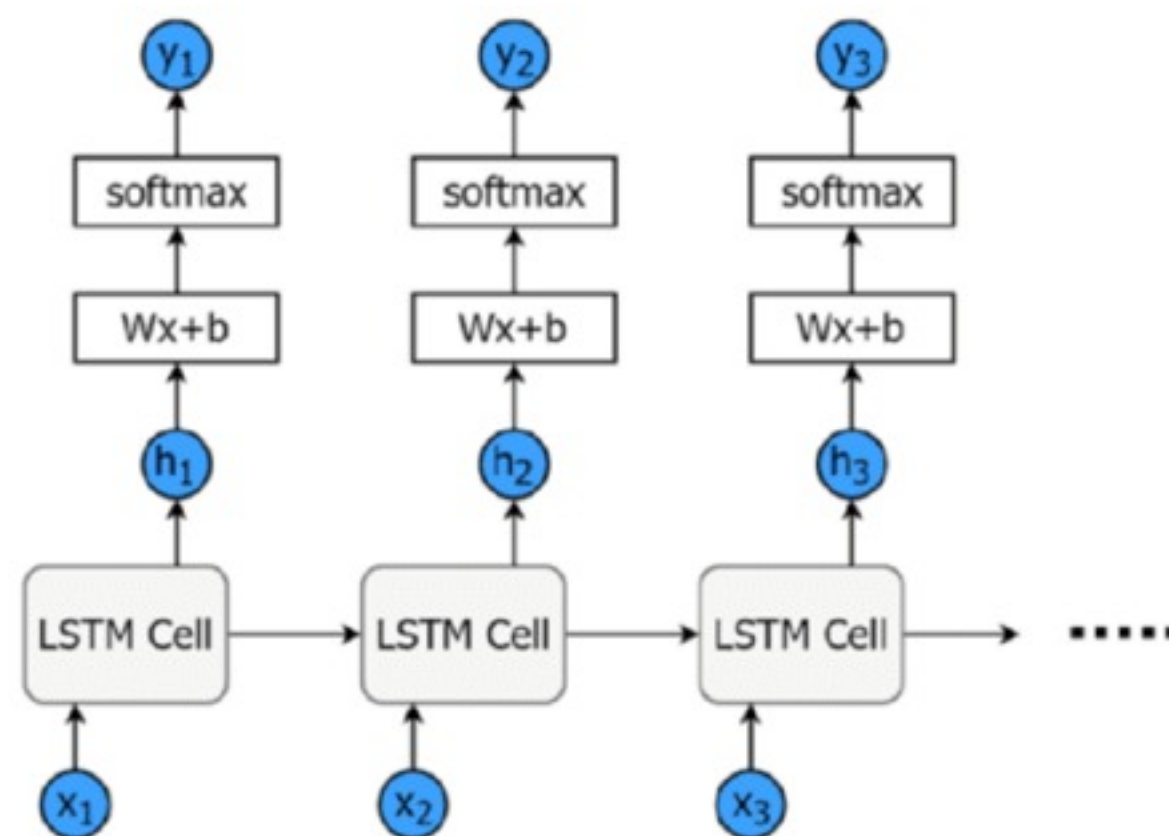 y1 y2 y3
softmax softmax softmax
Wx+b Wx+b Wx+b
h1 h2 h3
LSTM Cell LSTM Cell LSTM Cell
x1 x2 x3